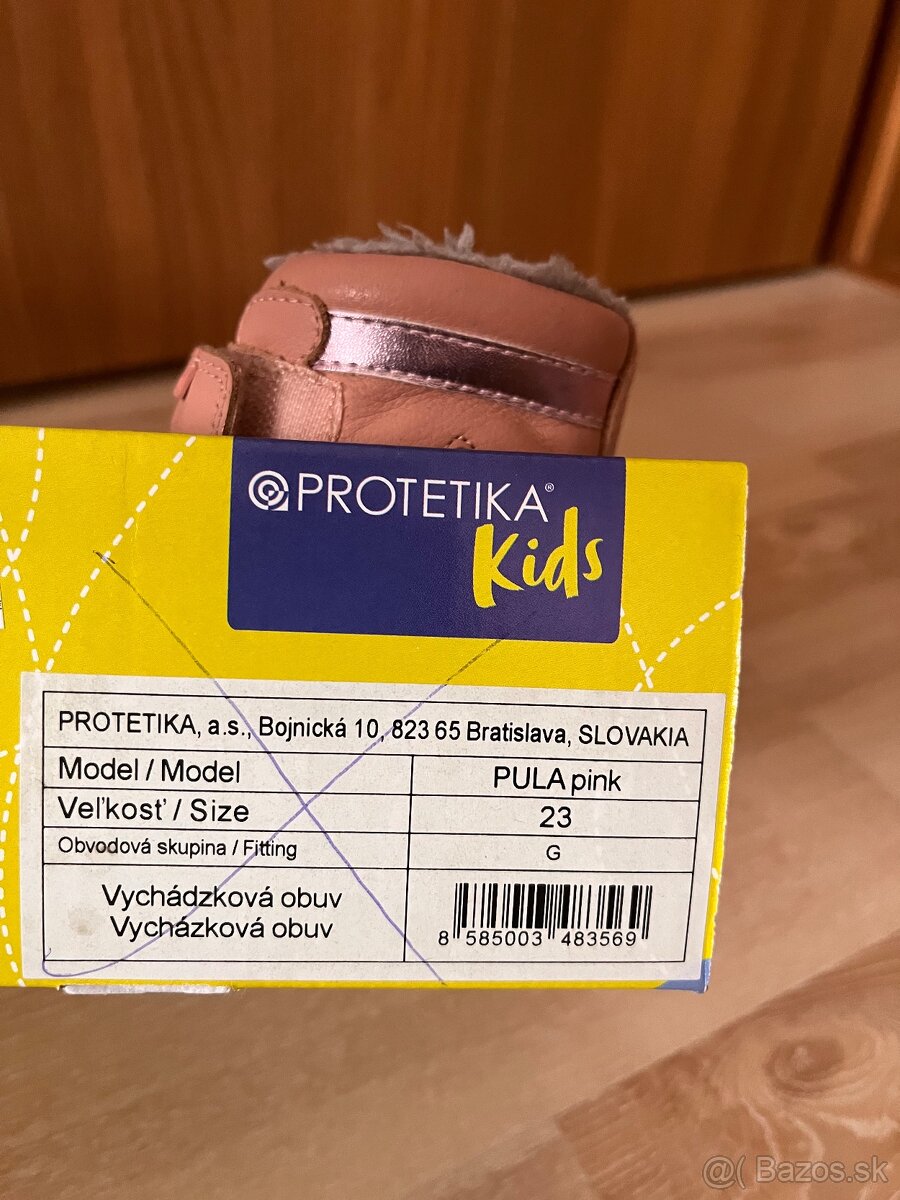 PROTETIKA®
Kids
PROTETIKA, a.s., Bojnická 10, 823 65 Bratislava, SLOVAKIA
Model / Model PULA pink
Veľkosť / Size 23
Obvodová skupina / Fitting G
Vychádzková obuv
Vycházková obuv
8 585003 483569
@( Bazos.sk